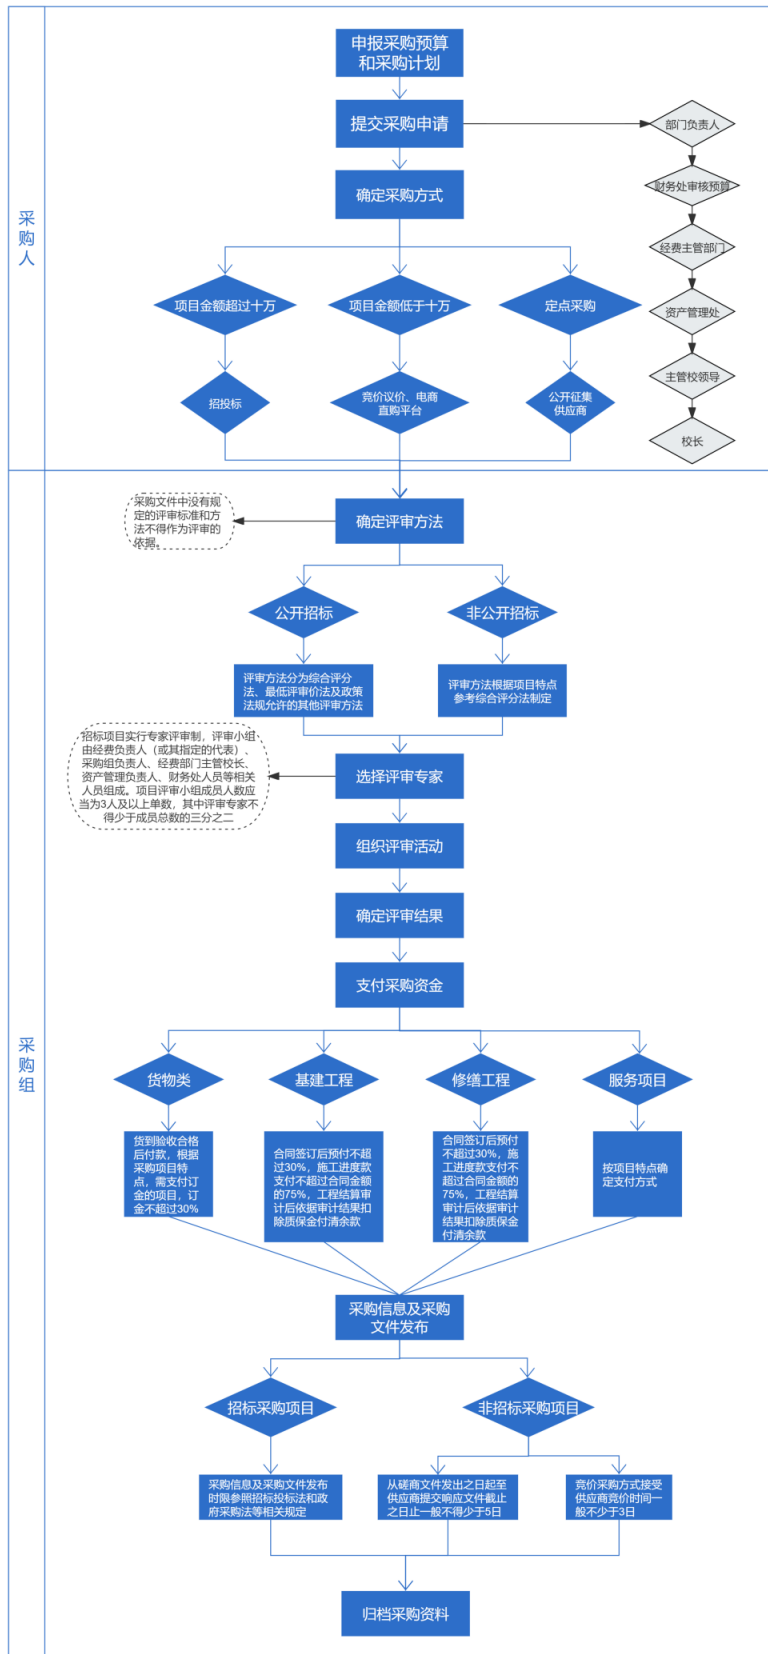 采购人
申报采购预算
和采购计划
提交采购申请
部门负责人
确定采购方式
财务处审核预算
经费主管部门
项目金额超过十万
项目金额低于十万
定点采购
资产管理处
招投标
竞价议价、电商
直购平台
公开征集
供应商
主管校领导
校长
采购组
采购文件中没有规
定的评审标准和方
法不得作为评审的
依据。
确定评审方法
公开招标
非公开招标
评审方法分为综合评分
法、最低评审价法及政策
法规允许的其他评审方法
评审方法根据项目特点
参考综合评分法制定
招标项目实行专家评审制，评审小组
由经费负责人（或其指定的代表）、
采购组负责人、经费部门主管校长、
资产管理负责人、财务处人员等相关
人员组成。项目评审小组成员人数应
当为3人及以上单数，其中评审专家不
得少于成员总数的三分之二
选择评审专家
组织评审活动
确定评审结果
支付采购资金
货物类
基建工程
修缮工程
服务项目
货到验收合格
后付款，根据
采购项目特
点，需支付订
金的项目，订
金不超过30%
合同签订后预付不超
过30%，施工进度款
支付不超过合同金额
的75%，工程结算审
计后依据审计结果扣
除质保金付清余款
合同签订后预付
不超过30%，施
工进度款支付不
超过合同金额的
75%，工程结算
审计后依据审计
结果扣除质保金
付清余款
按项目特点确
定支付方式
采购信息及采购
文件发布
招标采购项目
非招标采购项目
采购信息及采购文件发布
时限参照招标投标法和政
府采购法等相关规定
从磋商文件发出之日起至
供应商提交响应文件截止
之日止一般不得少于5日
竞价采购方式接受
供应商竞价时间一
般不少于3日
归档采购资料